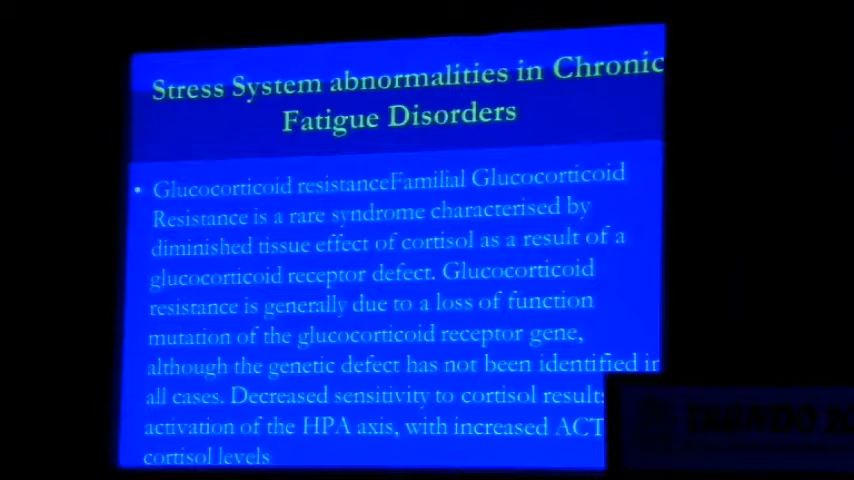 Stress System abnormalities in Chronic
Fatigue Disorders
• Glucocorticoid resistanceFamilial Glucocorticoid
Resistance is a rare syndrome characterised by
diminished tissue effect of cortisol as a result of a
glucocorticoid receptor defect. Glucocorticoid
resistance is generally due to a loss of function
mutation of the glucocorticoid receptor gene,
although the genetic defect has not been identified in
all cases. Decreased sensitivity to cortisol results
activation of the HPA axis, with increased ACT
cortisol levels